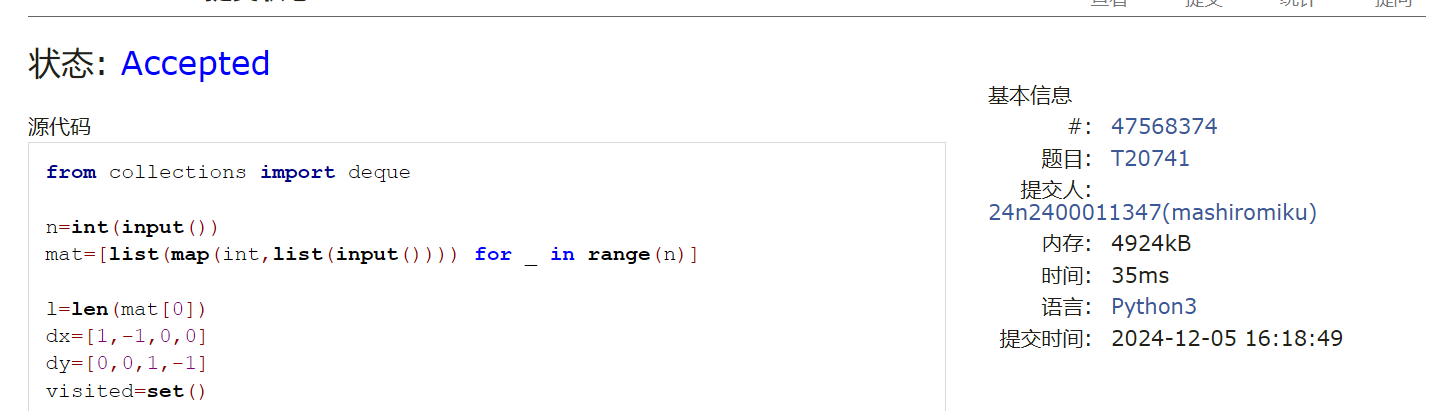 查看 提交 统计 提问
状态: Accepted
源代码
from collections import deque
n=int(input())
mat=[list(map(int,list(input()))) for _ in range(n)]
l=len(mat[0])
dx=[1,-1,0,0]
dy=[0,0,1,-1]
visited=set()
基本信息
#: 47568374
题目: T20741
提交人:
24n2400011347(mashiromiku)
内存: 4924kB
时间: 35ms
语言: Python3
提交时间: 2024-12-05 16:18:49